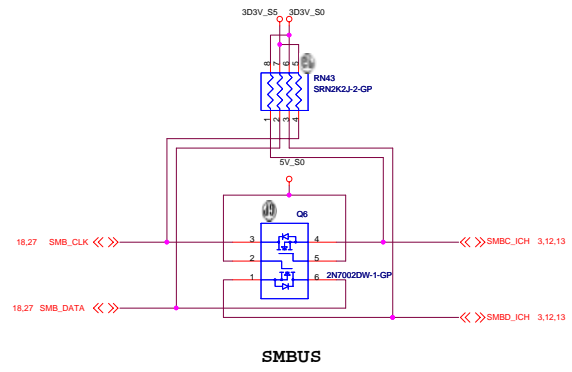 3D3V_S5 3D3V_S0
8 7 6 5
RN43
SRN2K2J-2-GP
1 2 3 4
5V_S0
Q6
18,27 SMB_CLK 3 4 SMBC_ICH 3,12,13
2 5
1 6 2N7002DW-1-GP
18,27 SMB_DATA SMBD_ICH 3,12,13
SMBUS